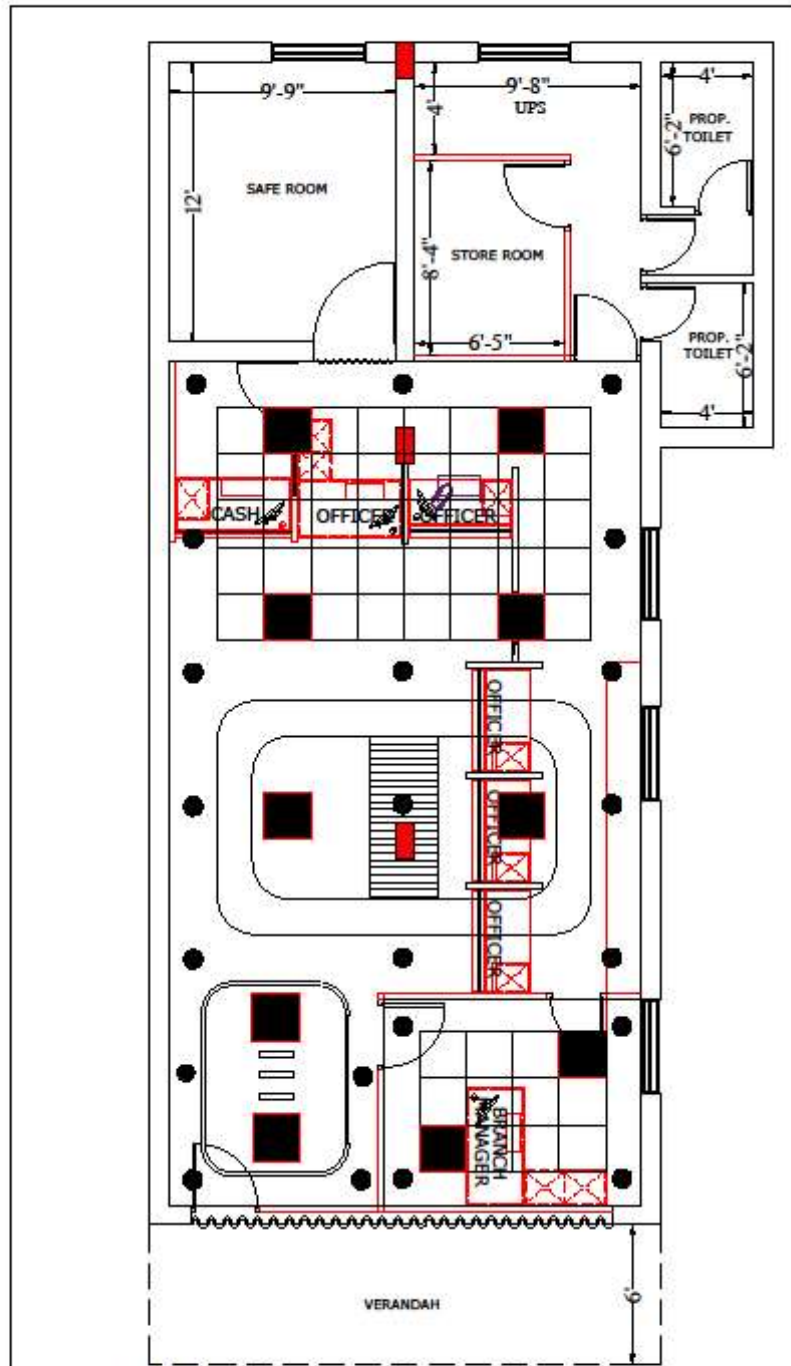 9'-9"
9'-8"
UPS
4'
4'
6'-2"
PROP.
TOILET
12'
SAFE ROOM
8'-4"
STORE ROOM
6'-5"
PROP.
TOILET
6'-2"
4'
CASH
OFFICER
OFFICER
OFFICER
OFFICER
OFFICER
BRANCH
MANAGER
VERANDAH
6'